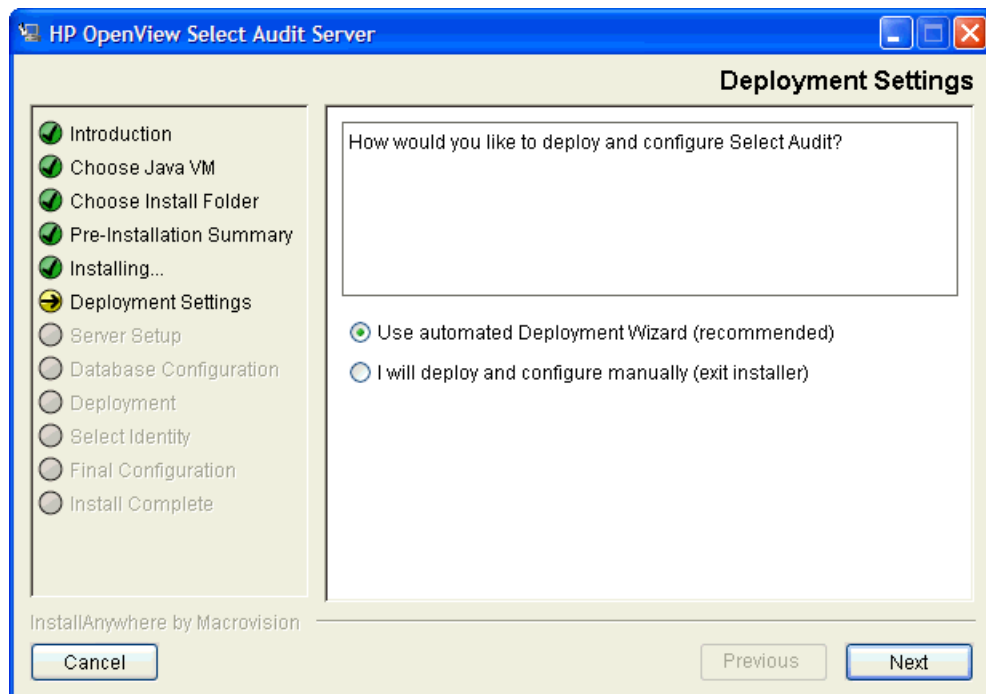 HP OpenView Select Audit Server
Deployment Settings
Introduction
Choose Java VM
Choose Install Folder
Pre-Installation Summary
Installing...
Deployment Settings
Server Setup
Database Configuration
Deployment
Select Identity
Final Configuration
Install Complete
How would you like to deploy and configure Select Audit?
Use automated Deployment Wizard (recommended)
I will deploy and configure manually (exit installer)
InstallAnywhere by Macrovision
Cancel
Previous
Next